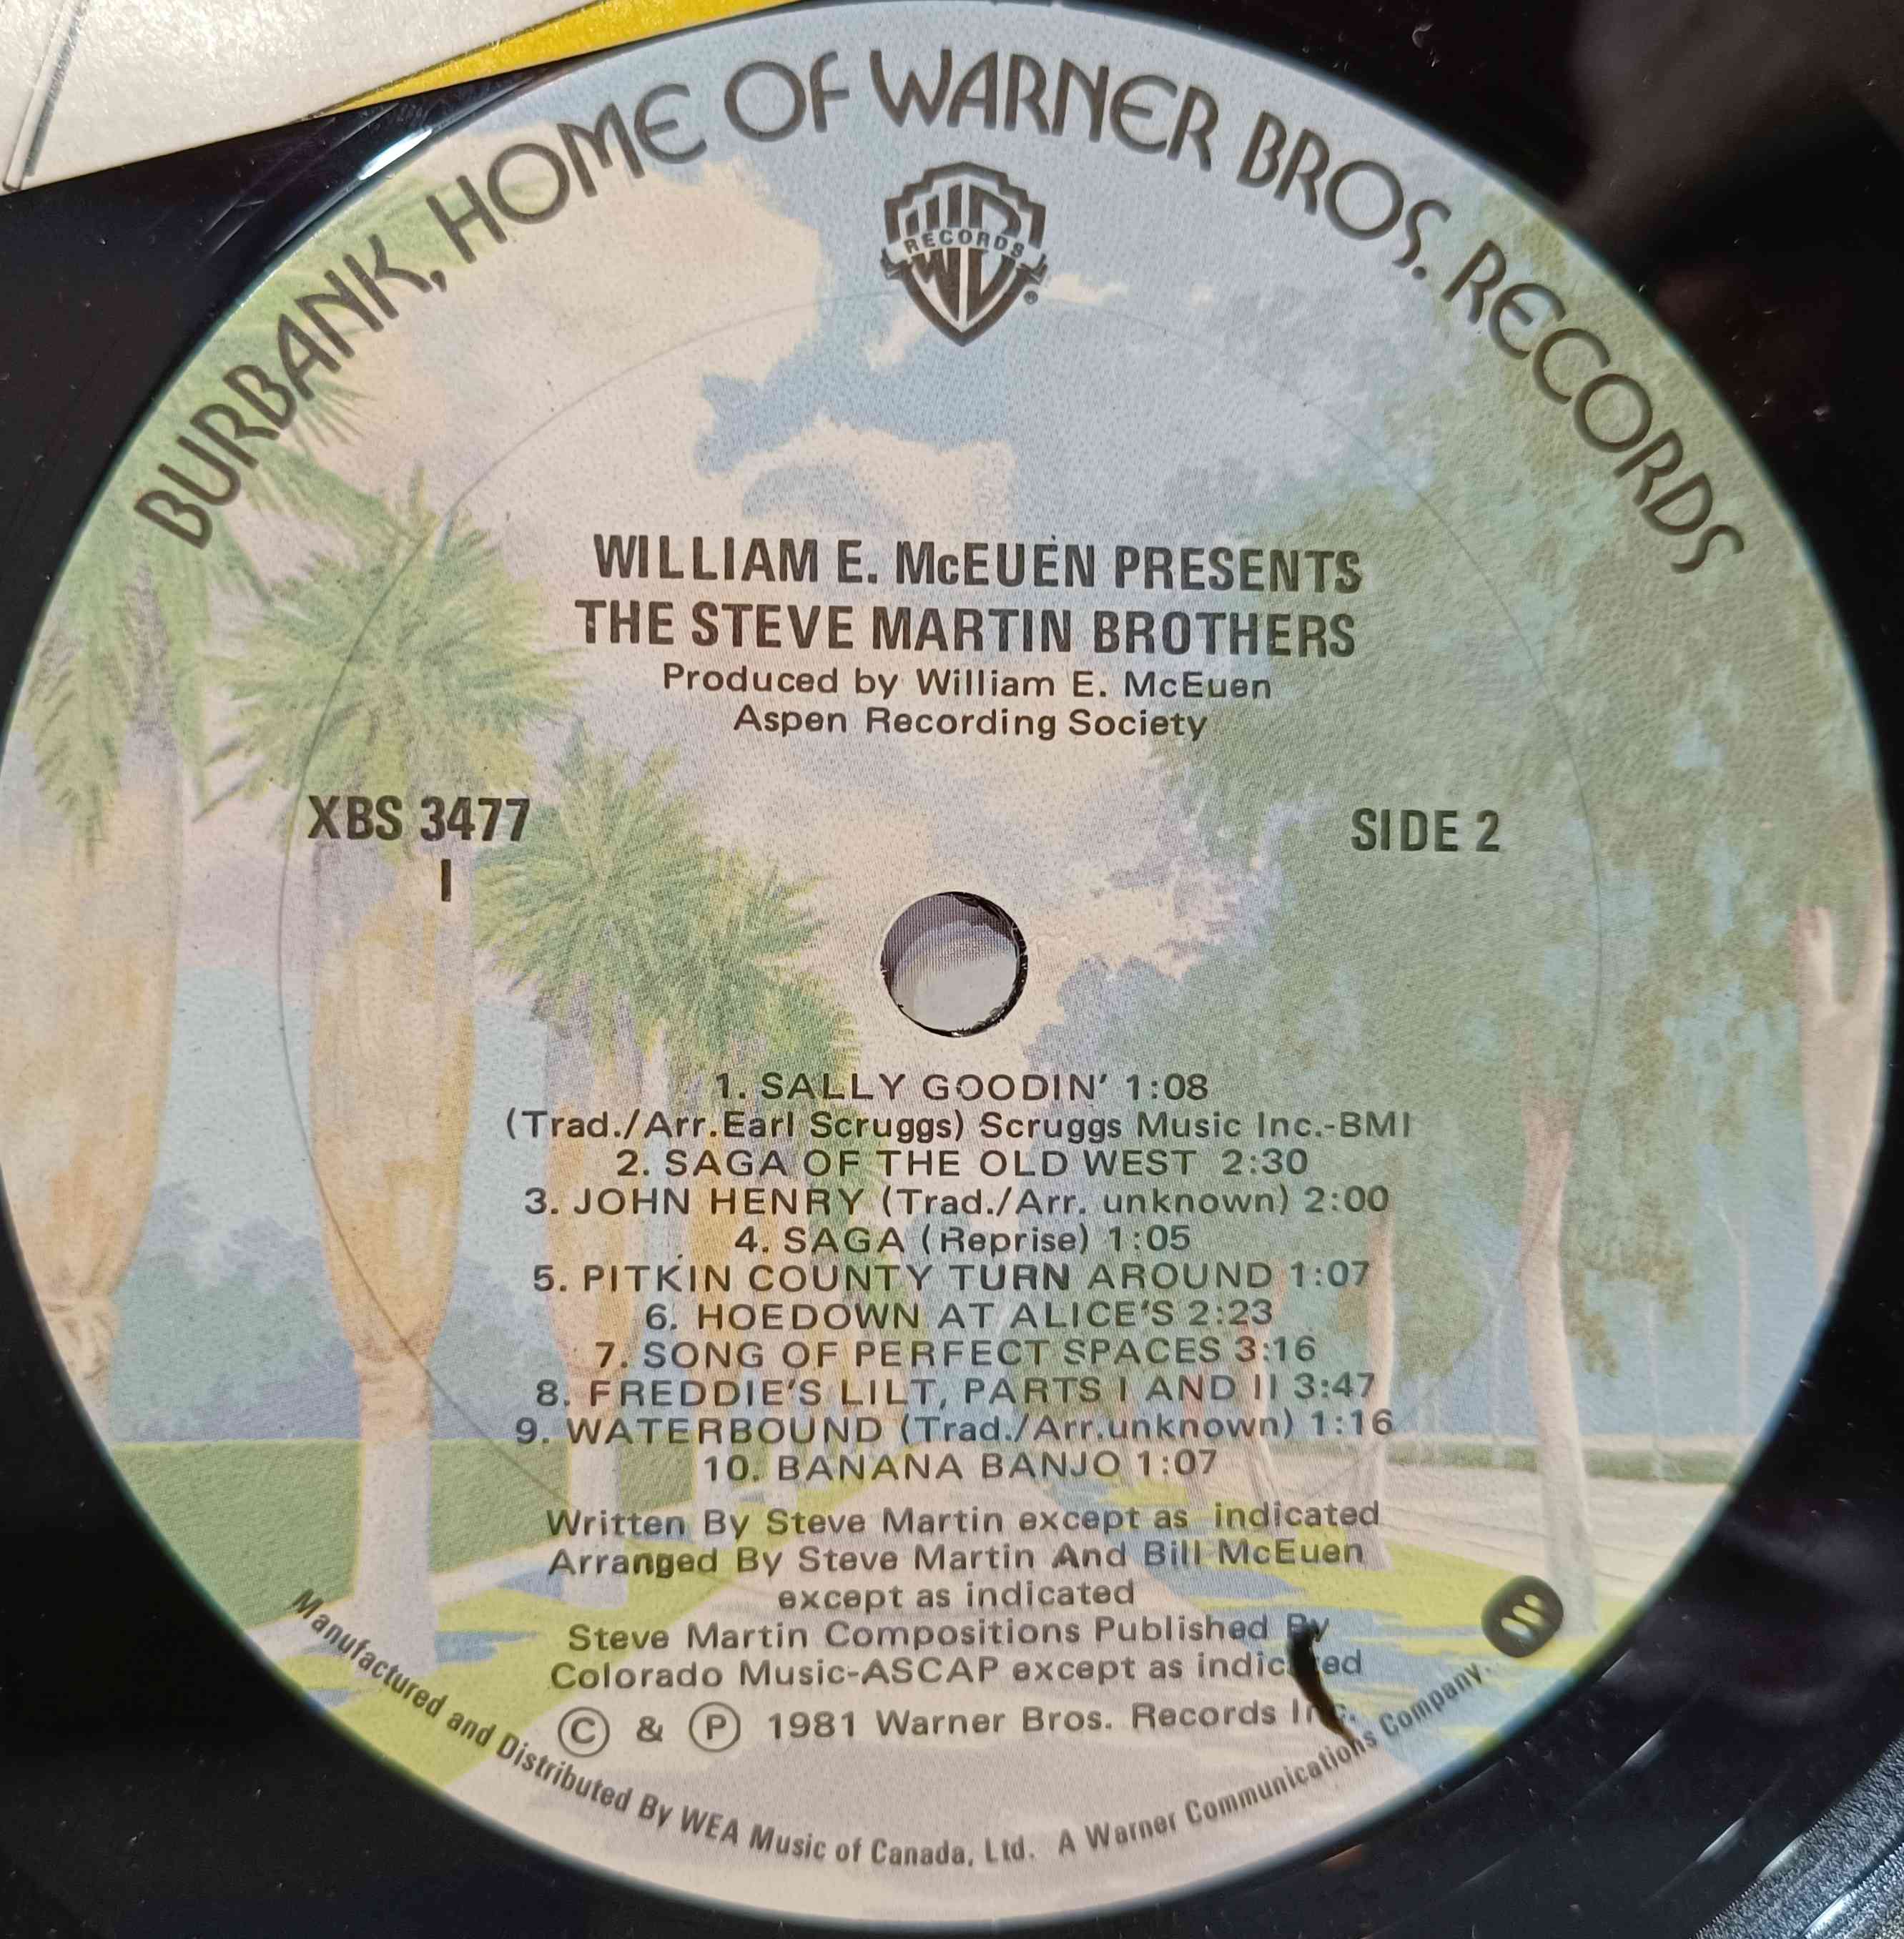 BURBANK, HOME OF WARNER BROS. RECORDS
RECORDS
WILLIAM E. McEUEN PRESENTS
THE STEVE MARTIN BROTHERS
Produced by William E. McEuen
Aspen Recording Society
XBS 3477
I
SIDE 2
1. SALLY GOODIN' 1:08
(Trad./Arr.Earl Scruggs) Scruggs Music Inc.-BMI
2. SAGA OF THE OLD WEST 2:30
3. JOHN HENRY (Trad./Arr. unknown) 2:00
4. SAGA (Reprise) 1:05
5. PITKIN COUNTY TURN AROUND 1:07
6. HOEDOWN AT ALICE'S 2:23
7. SONG OF PERFECT SPACES 3:16
8. FREDDIE'S LILT, PARTS I AND II 3:47
9. WATERBOUND (Trad./Arr.unknown) 1:16
10. BANANA BANJO 1:07
Written By Steve Martin except as indicated
Arranged By Steve Martin And Bill McEuen
except as indicated
Steve Martin Compositions Published By
Colorado Music-ASCAP except as indicated
© & ℗ 1981 Warner Bros. Records Inc.
Manufactured and Distributed By WEA Music of Canada, Ltd. A Warner Communications Company.